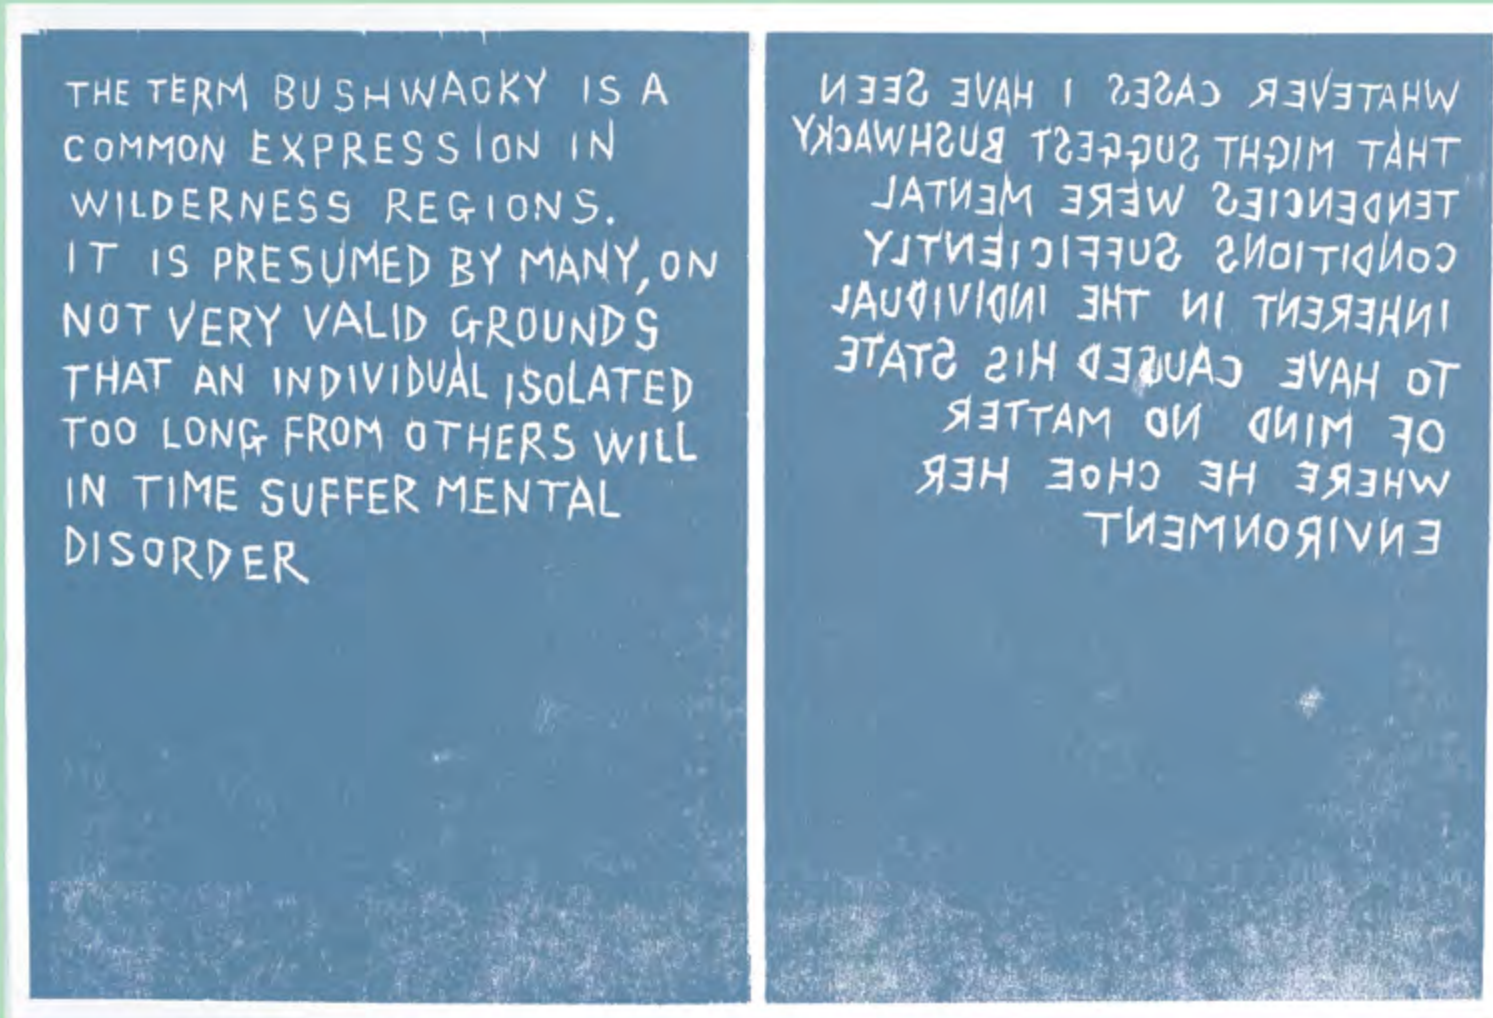 THE TERM BUSHWACKY IS A
COMMON EXPRESSION IN
WILDERNESS REGIONS.
IT IS PRESUMED BY MANY, ON
NOT VERY VALID GROUNDS
THAT AN INDIVIDUAL ISOLATED
TOO LONG FROM OTHERS WILL
IN TIME SUFFER MENTAL
DISORDER
WHATEVER CASES I HAVE SEEN
THAT MIGHT SUGGEST BUSHWACKY
TENDENCIES WERE MENTAL
CONDITIONS SUFFICIENTLY
INHERENT IN THE INDIVIDUAL
TO HAVE CAUSED HIS STATE
OF MIND NO MATTER
WHERE HE CHOE HER
ENVIRONMENT